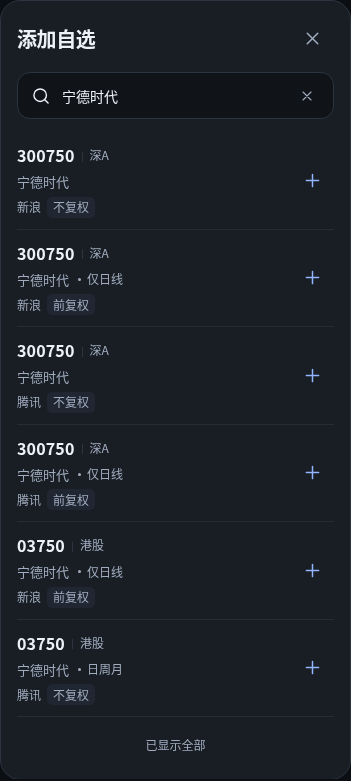 添加自选
宁德时代
300750 深A
宁德时代
新浪 不复权
300750 深A
宁德时代 • 仅日线
新浪 前复权
300750 深A
宁德时代
腾讯 不复权
300750 深A
宁德时代 • 仅日线
腾讯 前复权
03750 港股
宁德时代 • 仅日线
新浪 前复权
03750 港股
宁德时代 • 日周月
腾讯 不复权
已显示全部